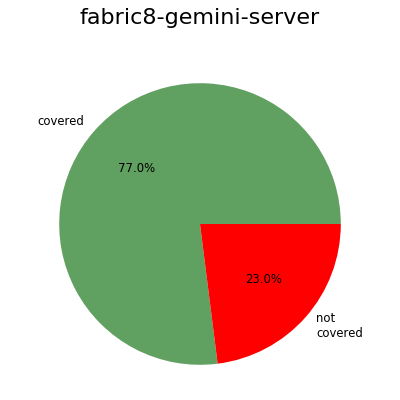 fabric8-gemini-server
covered
77.0%
23.0%
not
covered